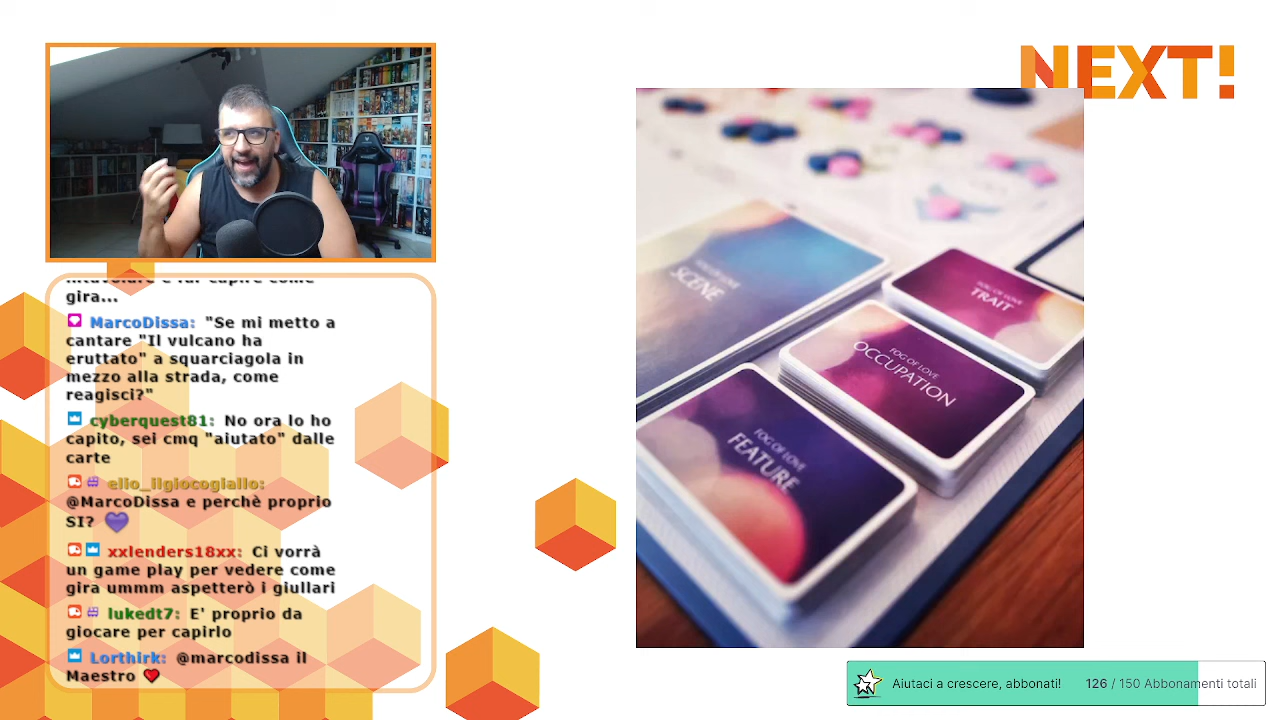 NEXT!
gira...
MarcoDissa: "Se mi metto a
cantare "Il vulcano ha
eruttato" a squarciagola in
mezzo alla strada, come
reagisci?"
cyberquest81: No ora lo ho
capito, sei cmq "aiutato" dalle
carte
ello_ilgiocogiallo:
@MarcoDissa e perchè proprio
SI?
xxlenders18xx: Ci vorrà
un game play per vedere come
gira ummm aspetterò i giullari
lukedt7: E' proprio da
giocare per capirlo
Lorthirk: @marcodissa il
Maestro
FOG OF LOVE
SCENE
FOG OF LOVE
TRAIT
FOG OF LOVE
OCCUPATION
FOG OF LOVE
FEATURE
Aiutaci a crescere, abbonati! 126 / 150 Abbonamenti totali